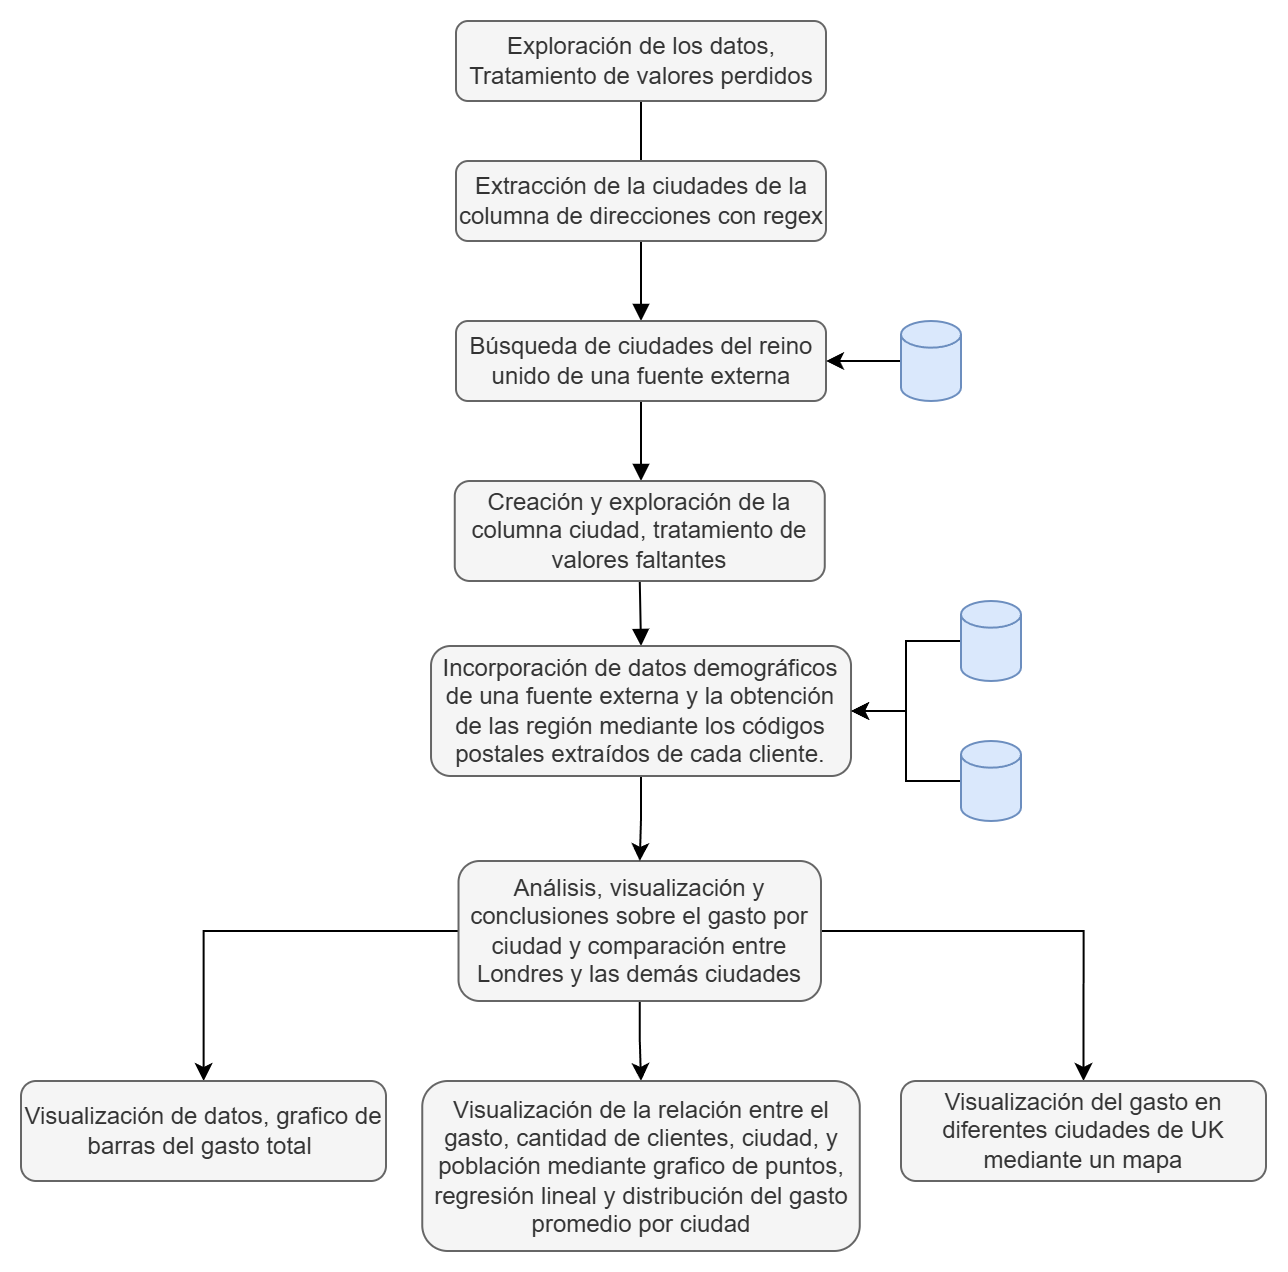 Exploración de los datos,
Tratamiento de valores perdidos
Extracción de la ciudades de la
columna de direcciones con regex
Búsqueda de ciudades del reino
unido de una fuente externa
Creación y exploración de la
columna ciudad, tratamiento de
valores faltantes
Incorporación de datos demográficos
de una fuente externa y la obtención
de las región mediante los códigos
postales extraídos de cada cliente.
Análisis, visualización y
conclusiones sobre el gasto por
ciudad y comparación entre
Londres y las demás ciudades
Visualización de datos, grafico de
barras del gasto total
Visualización de la relación entre el
gasto, cantidad de clientes, ciudad, y
población mediante grafico de puntos,
regresión lineal y distribución del gasto
promedio por ciudad
Visualización del gasto en
diferentes ciudades de UK
mediante un mapa